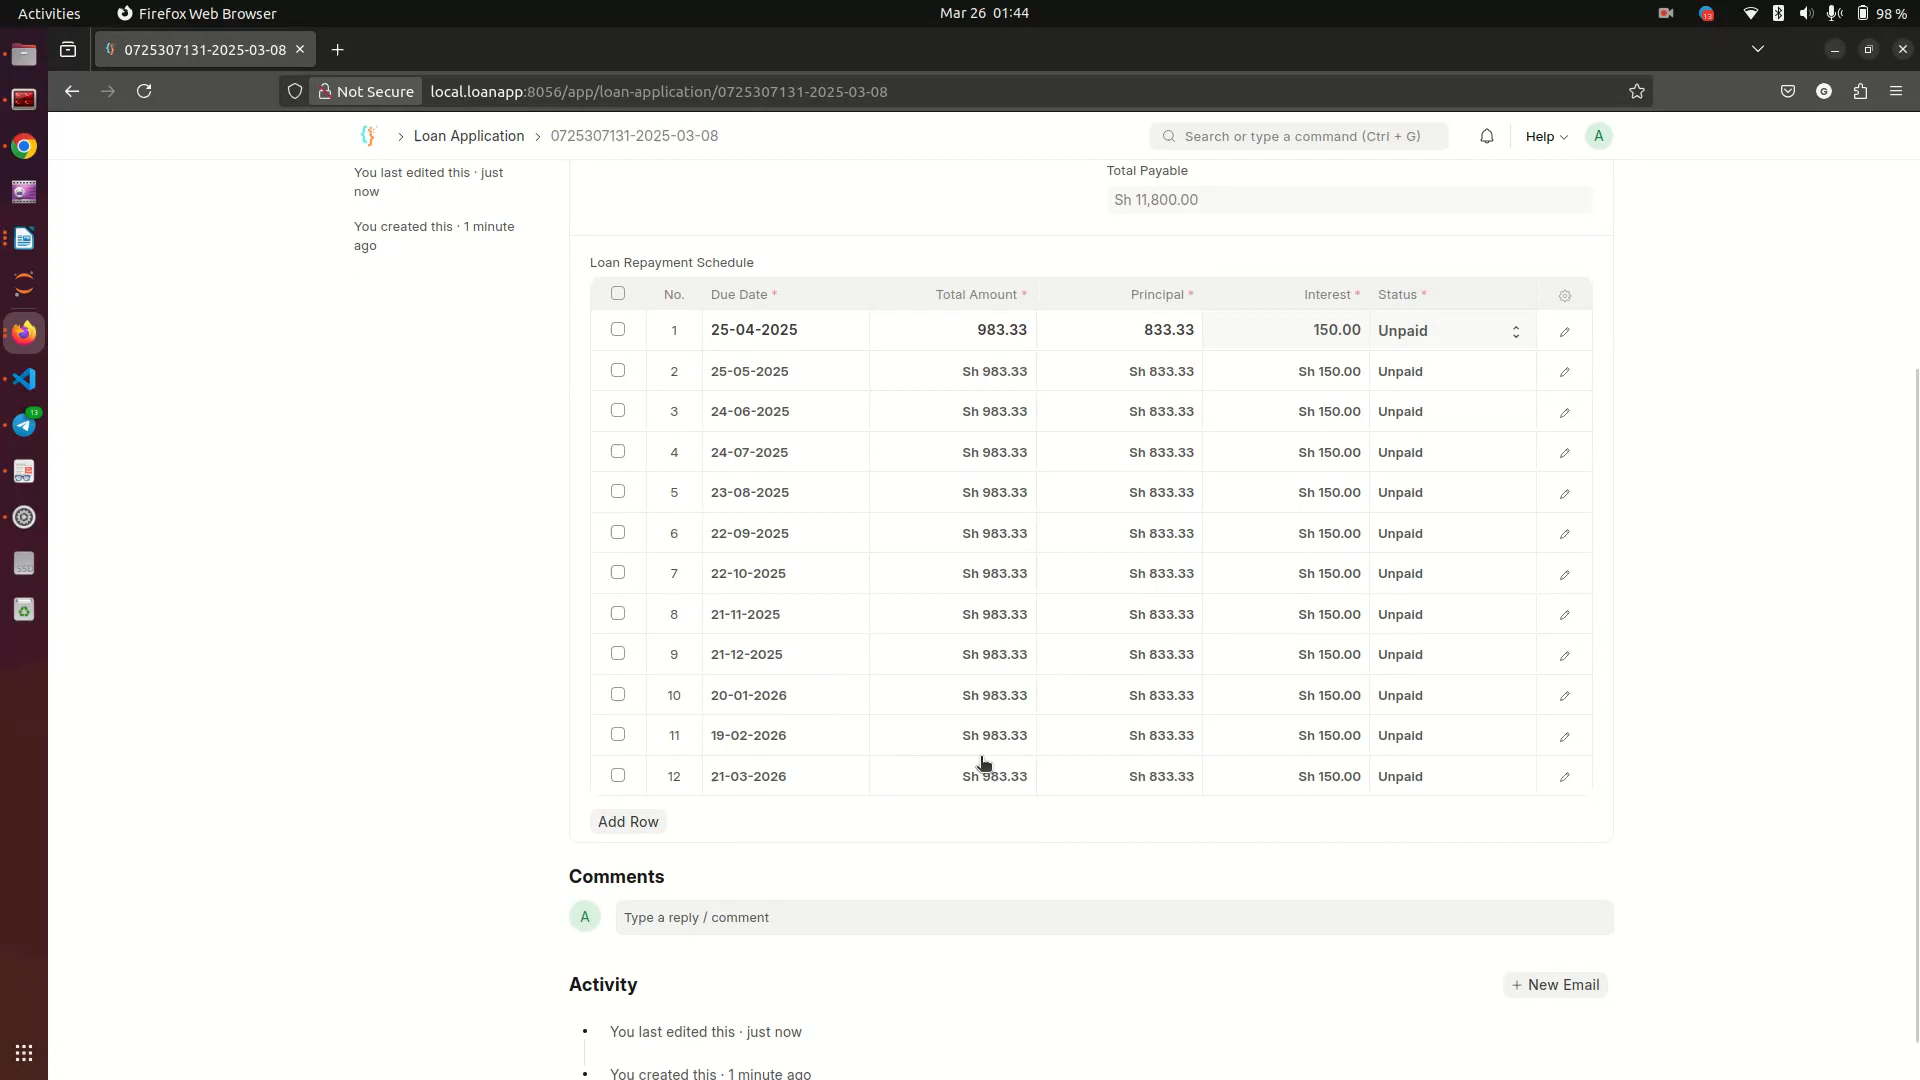 Activities
Firefox Web Browser
Mar 26 01:44
13
98 %
0725307131-2025-03-08
Not Secure
local.loanapp:8056/app/loan-application/0725307131-2025-03-08
G
Loan Application
0725307131-2025-03-08
Search or type a command (Ctrl + G)
Help
A
You last edited this · just
now
You created this · 1 minute
ago
Total Payable
Sh 11,800.00
Loan Repayment Schedule
No. Due Date * Total Amount * Principal * Interest * Status *
1 25-04-2025 983.33 833.33 150.00 Unpaid
2 25-05-2025 Sh 983.33 Sh 833.33 Sh 150.00 Unpaid
3 24-06-2025 Sh 983.33 Sh 833.33 Sh 150.00 Unpaid
4 24-07-2025 Sh 983.33 Sh 833.33 Sh 150.00 Unpaid
5 23-08-2025 Sh 983.33 Sh 833.33 Sh 150.00 Unpaid
6 22-09-2025 Sh 983.33 Sh 833.33 Sh 150.00 Unpaid
7 22-10-2025 Sh 983.33 Sh 833.33 Sh 150.00 Unpaid
8 21-11-2025 Sh 983.33 Sh 833.33 Sh 150.00 Unpaid
9 21-12-2025 Sh 983.33 Sh 833.33 Sh 150.00 Unpaid
10 20-01-2026 Sh 983.33 Sh 833.33 Sh 150.00 Unpaid
11 19-02-2026 Sh 983.33 Sh 833.33 Sh 150.00 Unpaid
12 21-03-2026 Sh 983.33 Sh 833.33 Sh 150.00 Unpaid
Add Row
Comments
A
Type a reply / comment
Activity
+ New Email
You last edited this · just now
You created this · 1 minute ago
13
SSD